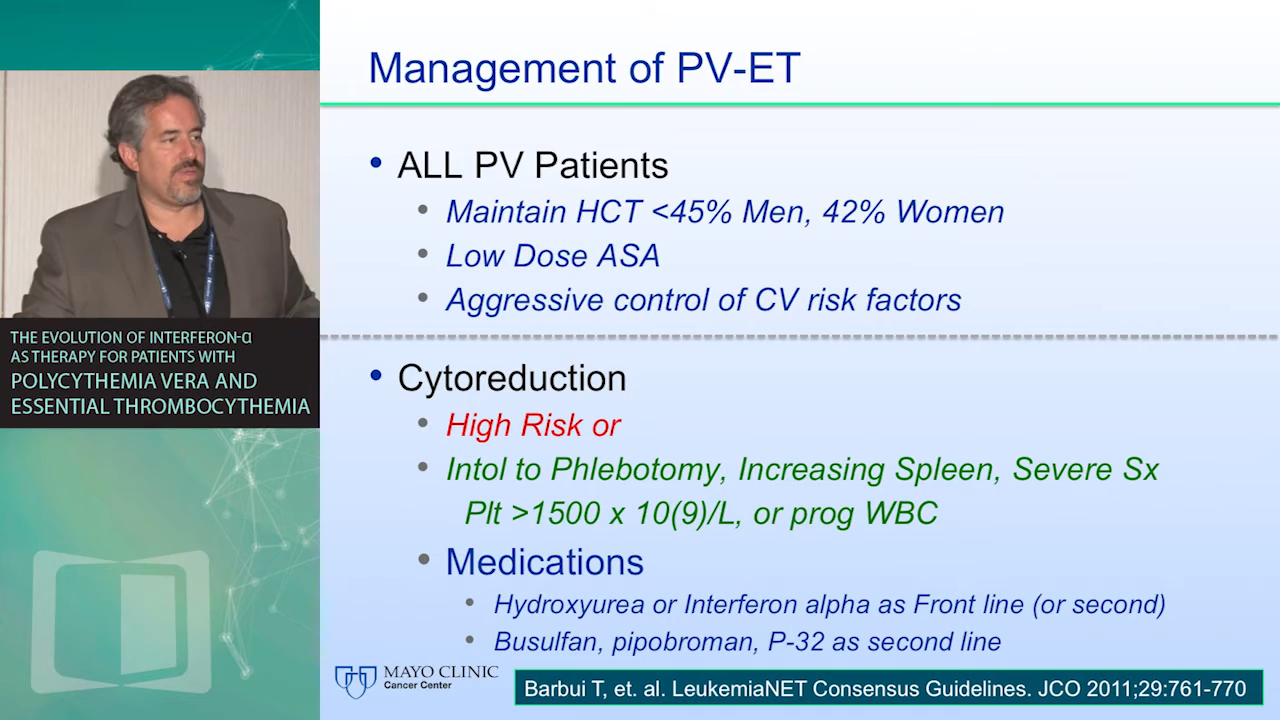 Management of PV-ET
• ALL PV Patients
• Maintain HCT <45% Men, 42% Women
• Low Dose ASA
• Aggressive control of CV risk factors
• Cytoreduction
• High Risk or
• Intol to Phlebotomy, Increasing Spleen, Severe Sx
Plt >1500 x 10(9)/L, or prog WBC
• Medications
• Hydroxyurea or Interferon alpha as Front line (or second)
• Busulfan, pipobroman, P-32 as second line
MAYO CLINIC
Cancer Center
Barbui T, et. al. LeukemiaNET Consensus Guidelines. JCO 2011;29:761-770
THE EVOLUTION OF INTERFERON-α
AS THERAPY FOR PATIENTS WITH
POLYCYTHEMIA VERA AND
ESSENTIAL THROMBOCYTHEMIA